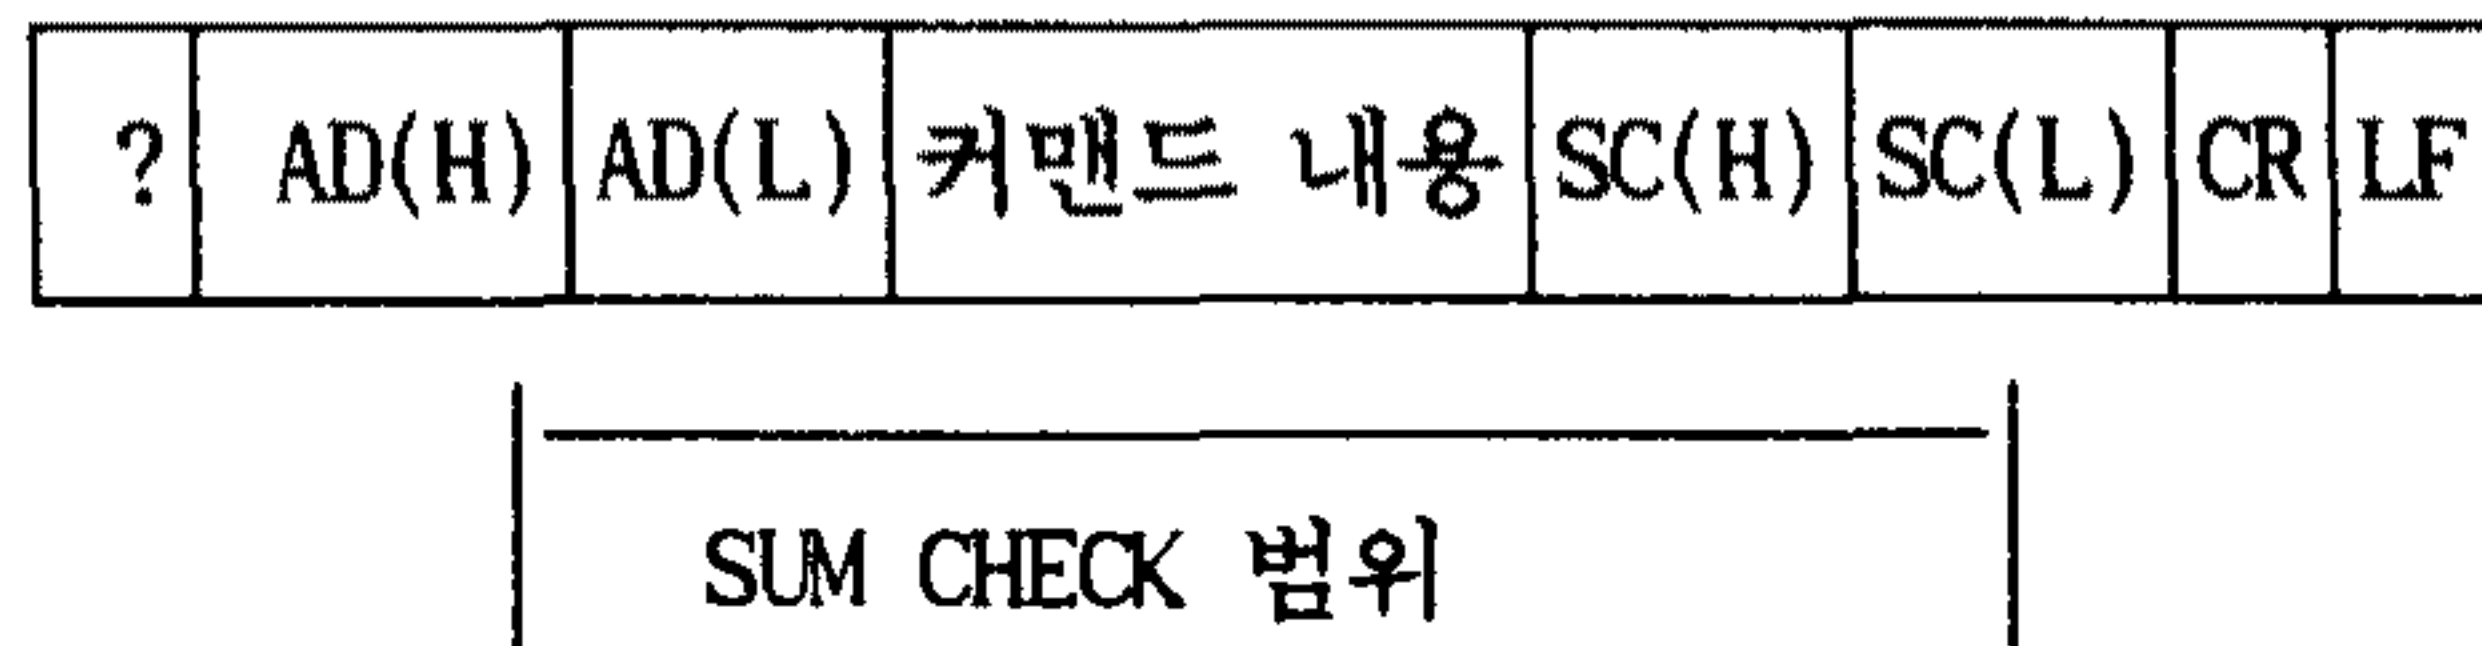 ? AD(H) AD(L) 커맨드 내용 SC(H) SC(L) CR LF
SUM CHECK 범위